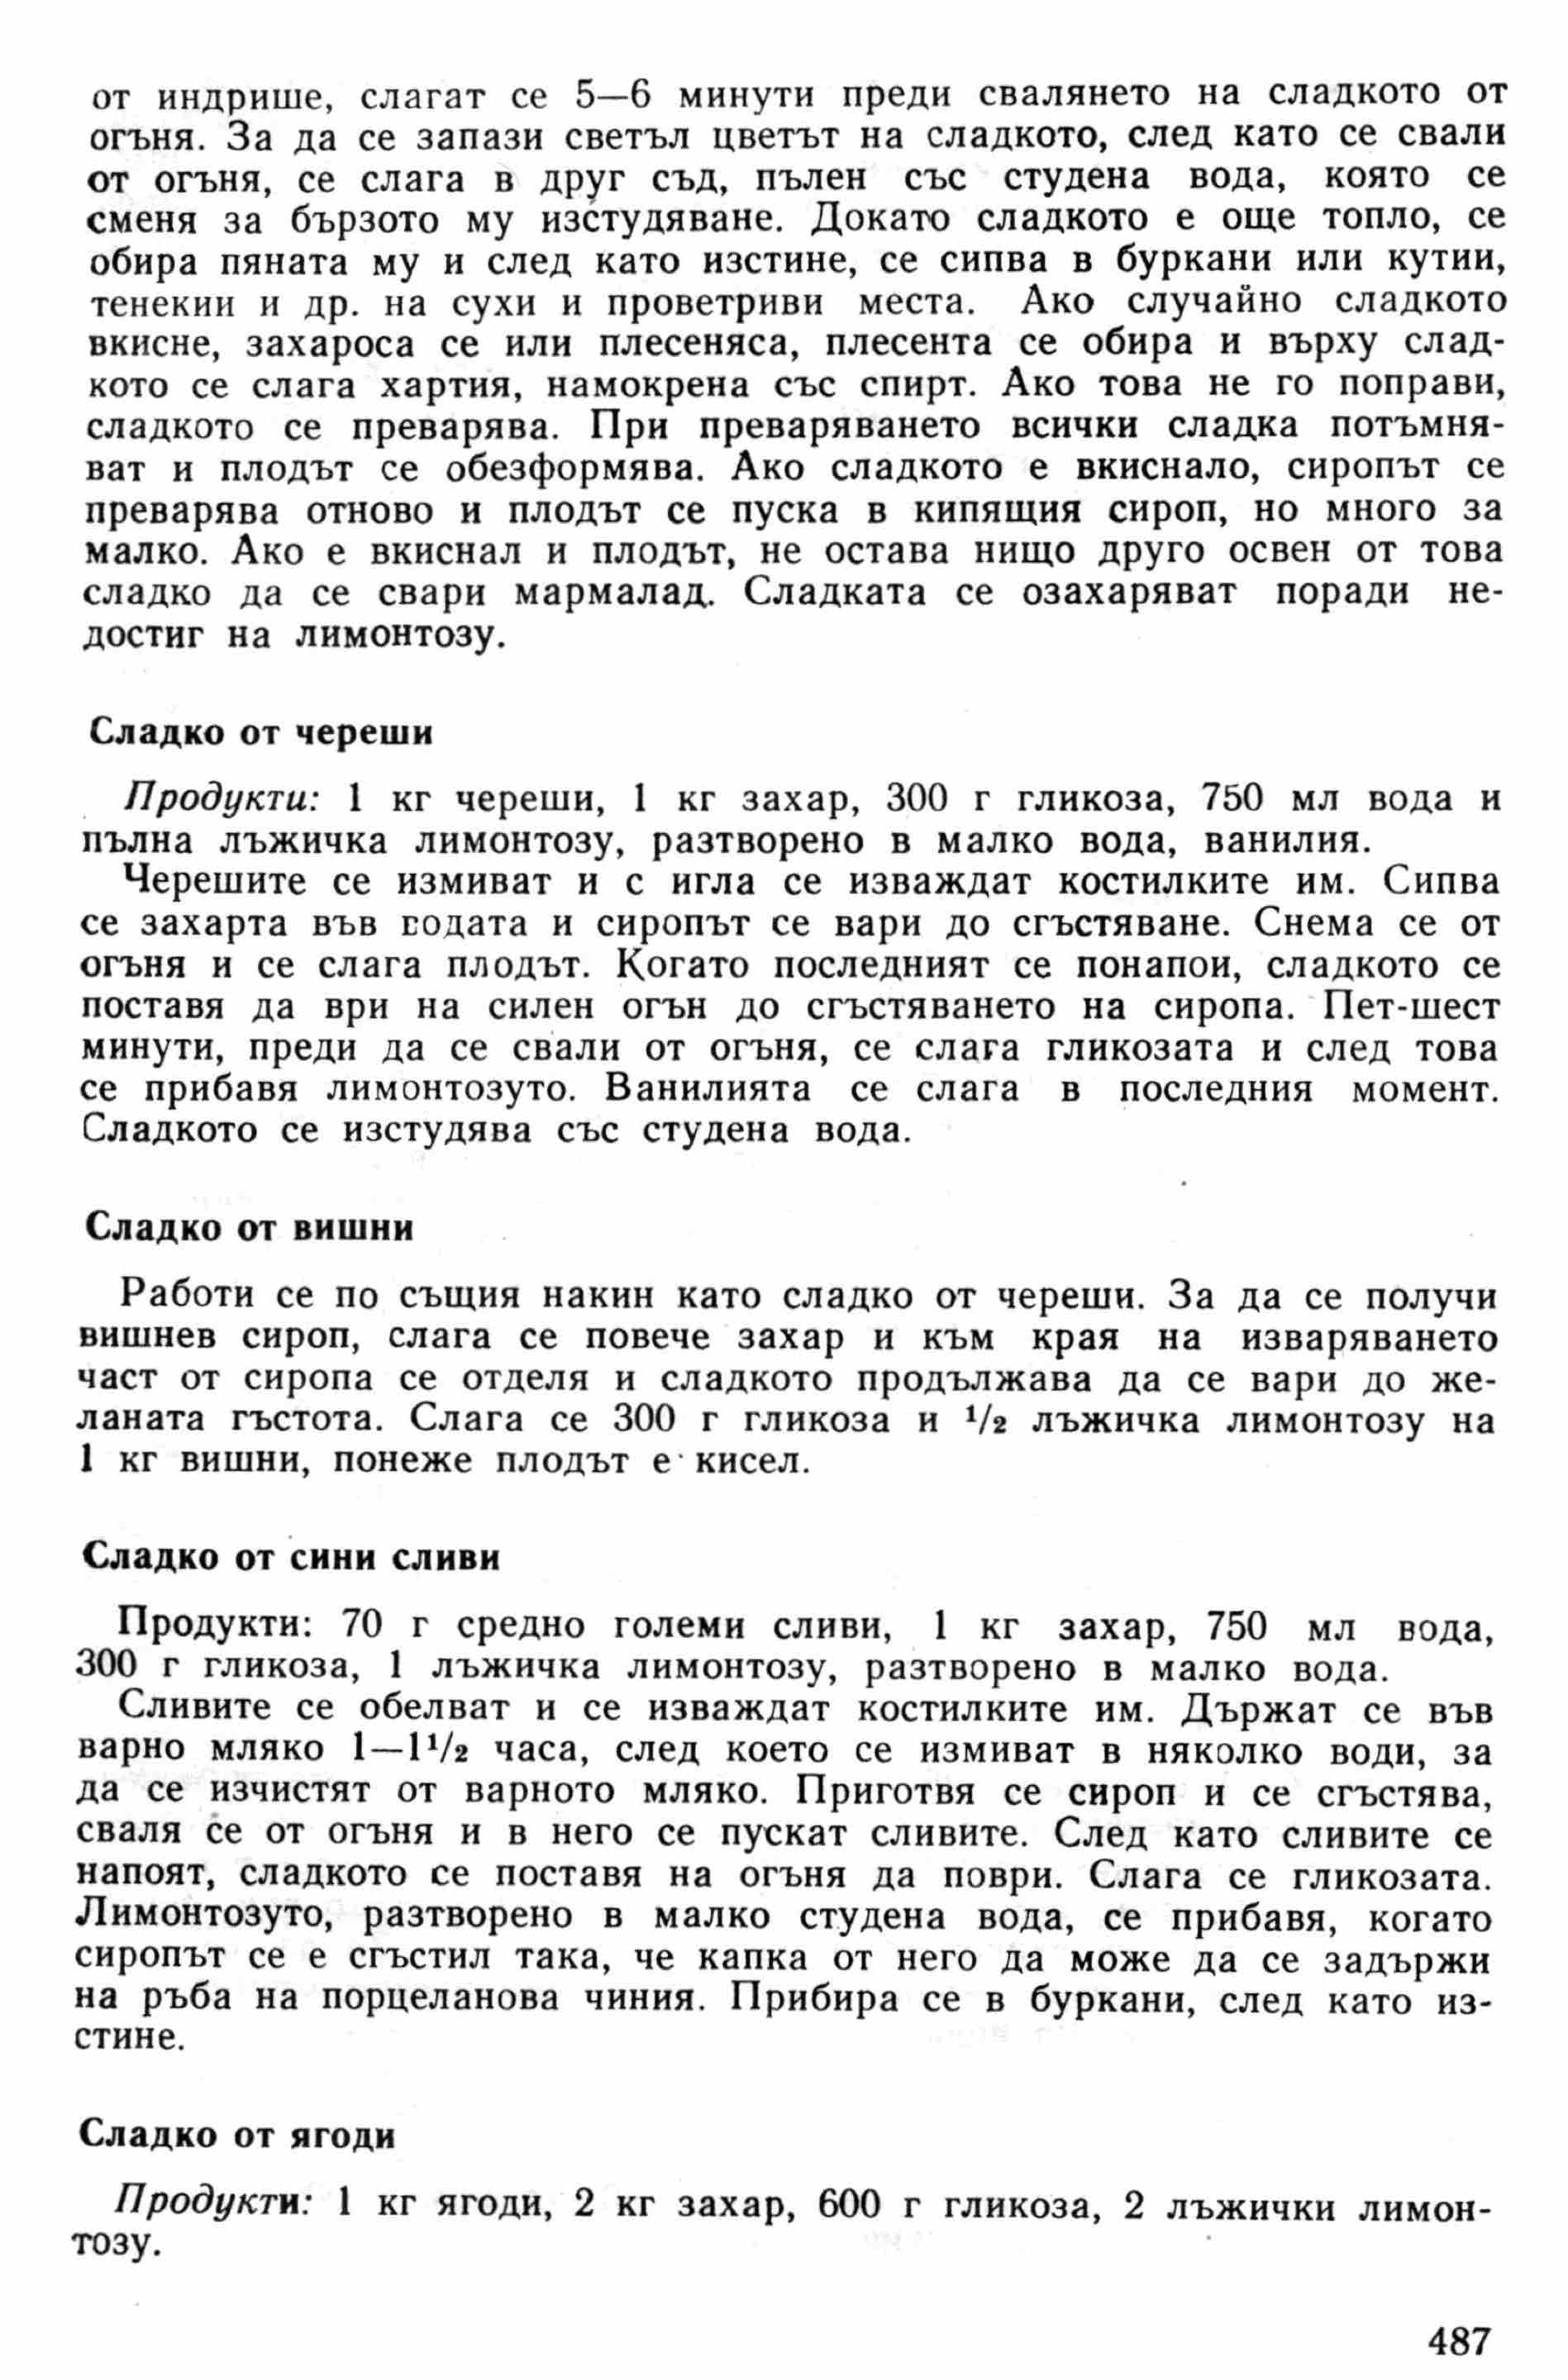 от индрише, слагат се 5—6 минути преди свалянето на сладкото от
огъня. За да се запази светъл цветът на сладкото, след като се свали
от огъня, се слага в друг съд, пълен със студена вода, която се
сменя за бързото му изстудяване. Докато сладкото е още топло, се
обира пяната му и след като изстине, се сипва в буркани или кутии,
тенекии и др. на сухи и проветриви места. Ако случайно сладкото
вкисне, захароса се или плесеняса, плесента се обира и върху слад-
кото се слага хартия, намокрена със спирт. Ако това не го поправи,
сладкото се преварява. При преваряването всички сладка потъмня-
ват и плодът се обезформява. Ако сладкото е вкиснало, сиропът се
преварява отново и плодът се пуска в кипящия сироп, но много за
малко. Ако е вкиснал и плодът, не остава нищо друго освен от това
сладко да се свари мармалад. Сладката се озахаряват поради не-
достиг на лимонтозу.
Сладко от череши
Продукти: 1 кг череши, 1 кг захар, 300 г гликоза, 750 мл вода и
пълна лъжичка лимонтозу, разтворено в малко вода, ванилия.
Черешите се измиват и с игла се изваждат костилките им. Сипва
се захарта във водата и сиропът се вари до сгъстяване. Снема се от
огъня и се слага плодът. Когато последният се понапои, сладкото се
поставя да ври на силен огън до сгъстяването на сиропа. Пет-шест
минути, преди да се свали от огъня, се слага гликозата и след това
се прибавя лимонтозуто. Ванилията се слага в последния момент.
Сладкото се изстудява със студена вода.
Сладко от вишни
Работи се по същия накин като сладко от череши. За да се получи
вишнев сироп, слага се повече захар и към края на изваряването
част от сиропа се отделя и сладкото продължава да се вари до же-
ланата гъстота. Слага се 300 г гликоза и 1/2 лъжичка лимонтозу на
1 кг вишни, понеже плодът е кисел.
Сладко от сини сливи
Продукти: 70 г средно големи сливи, 1 кг захар, 750 мл вода,
300 г гликоза, 1 лъжичка лимонтозу, разтворено в малко вода.
Сливите се обелват и се изваждат костилките им. Държат се във
варно мляко 1—1 1/2 часа, след което се измиват в няколко води, за
да се изчистят от варното мляко. Приготвя се сироп и се сгъстява,
сваля се от огъня и в него се пускат сливите. След като сливите се
напоят, сладкото се поставя на огъня да поври. Слага се гликозата.
Лимонтозуто, разтворено в малко студена вода, се прибавя, когато
сиропът се е сгъстил така, че капка от него да може да се задържи
на ръба на порцеланова чиния. Прибира се в буркани, след като из-
стине.
Сладко от ягоди
Продукти: 1 кг ягоди, 2 кг захар, 600 г гликоза, 2 лъжички лимон-
тозу.
487